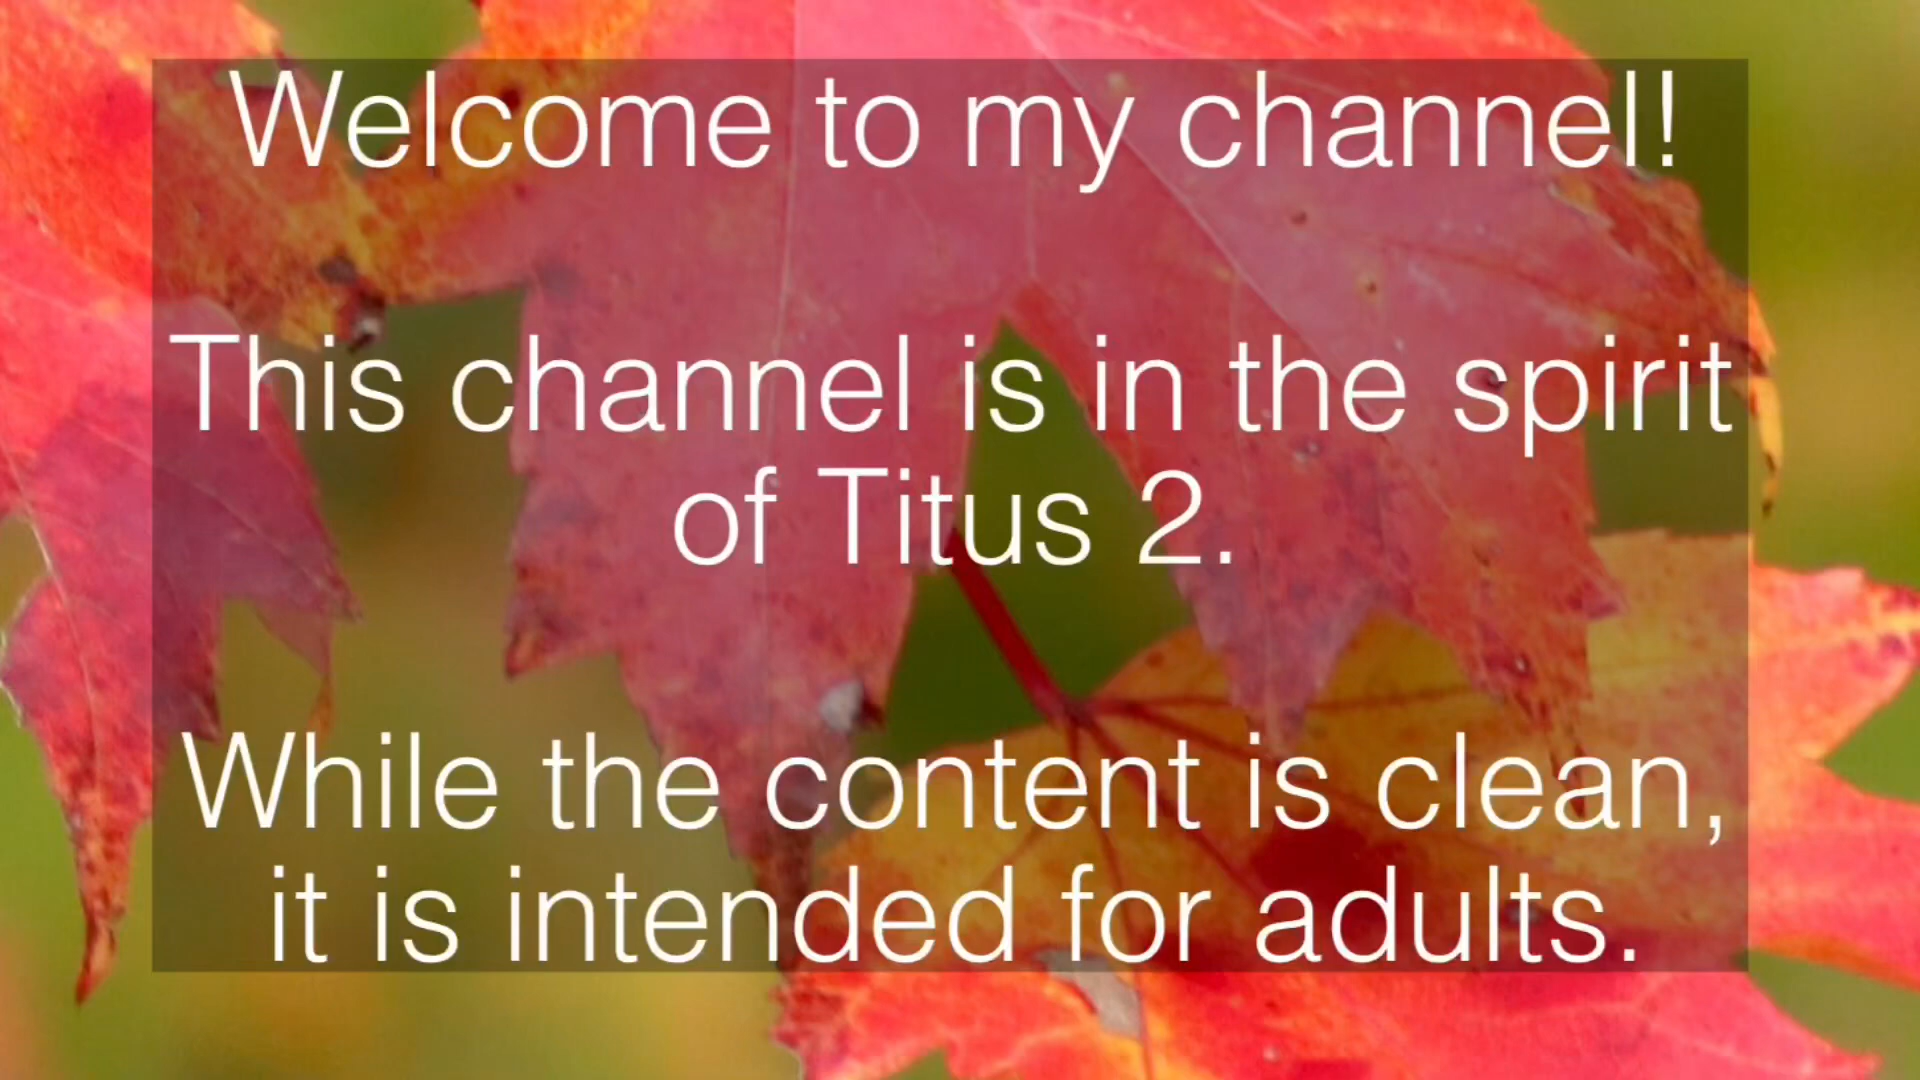 Welcome to my channel!
This channel is in the spirit
of Titus 2.
While the content is clean,
it is intended for adults.